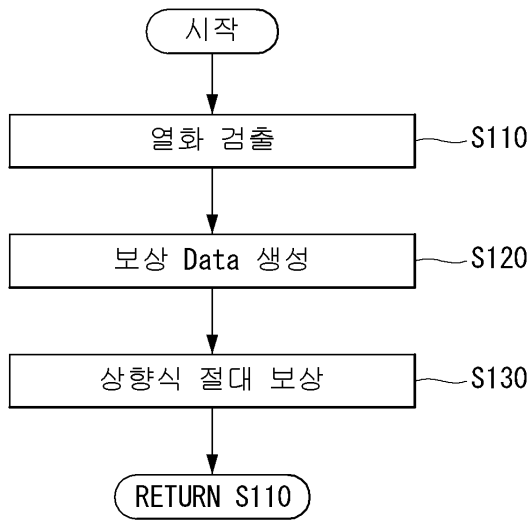 시작
열화 검출
S110
보상 Data 생성
S120
상향식 절대 보상
S130
RETURN S110